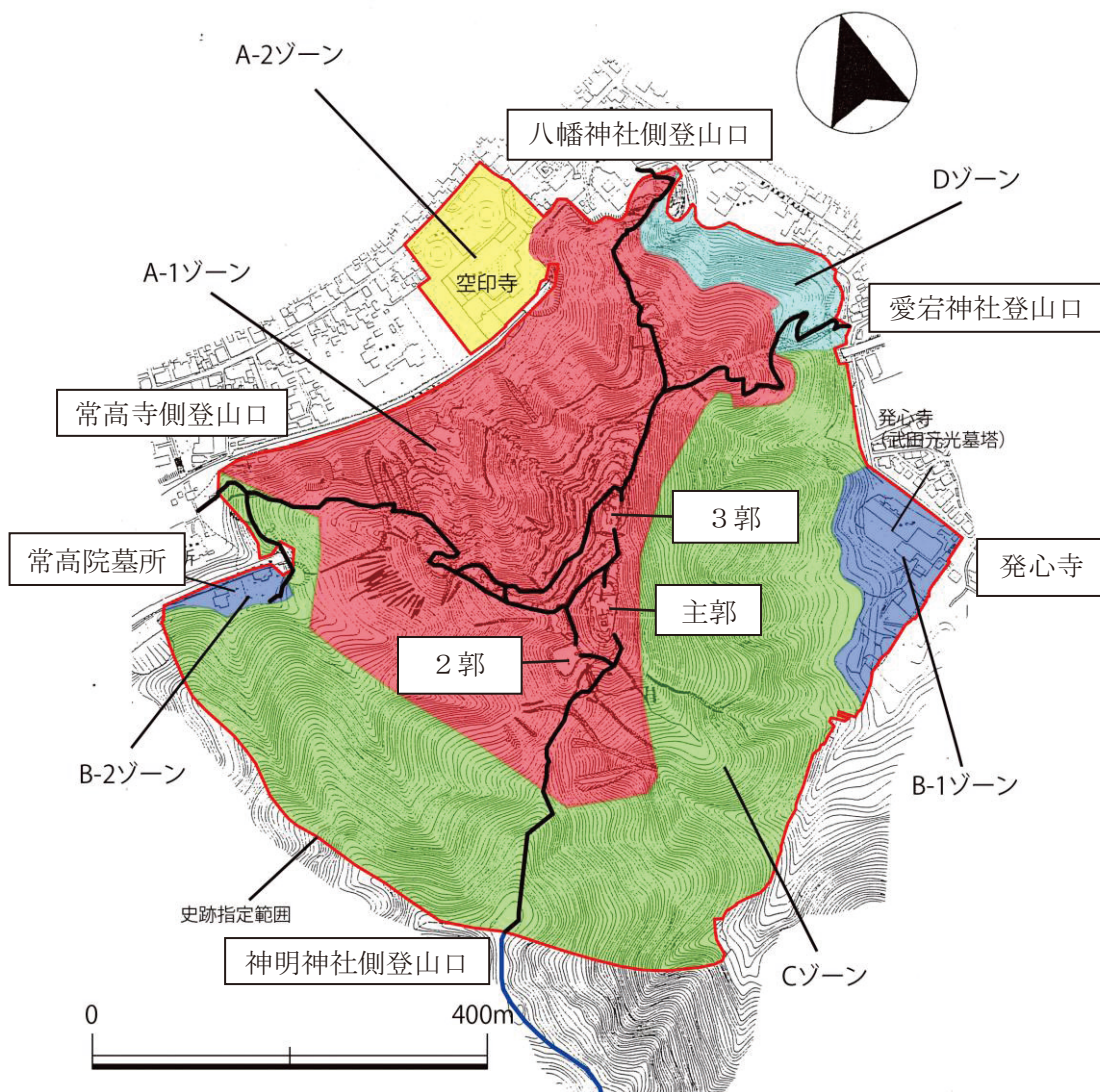 A-2ゾーン
八幡神社側登山口
Dゾーン
A-1ゾーン
空印寺
愛宕神社登山口
常高寺側登山口
発心寺
（武田元光墓塔）
3郭
常高院墓所
発心寺
主郭
2郭
B-2ゾーン
B-1ゾーン
史跡指定範囲
神明神社側登山口
Cゾーン
0
400m